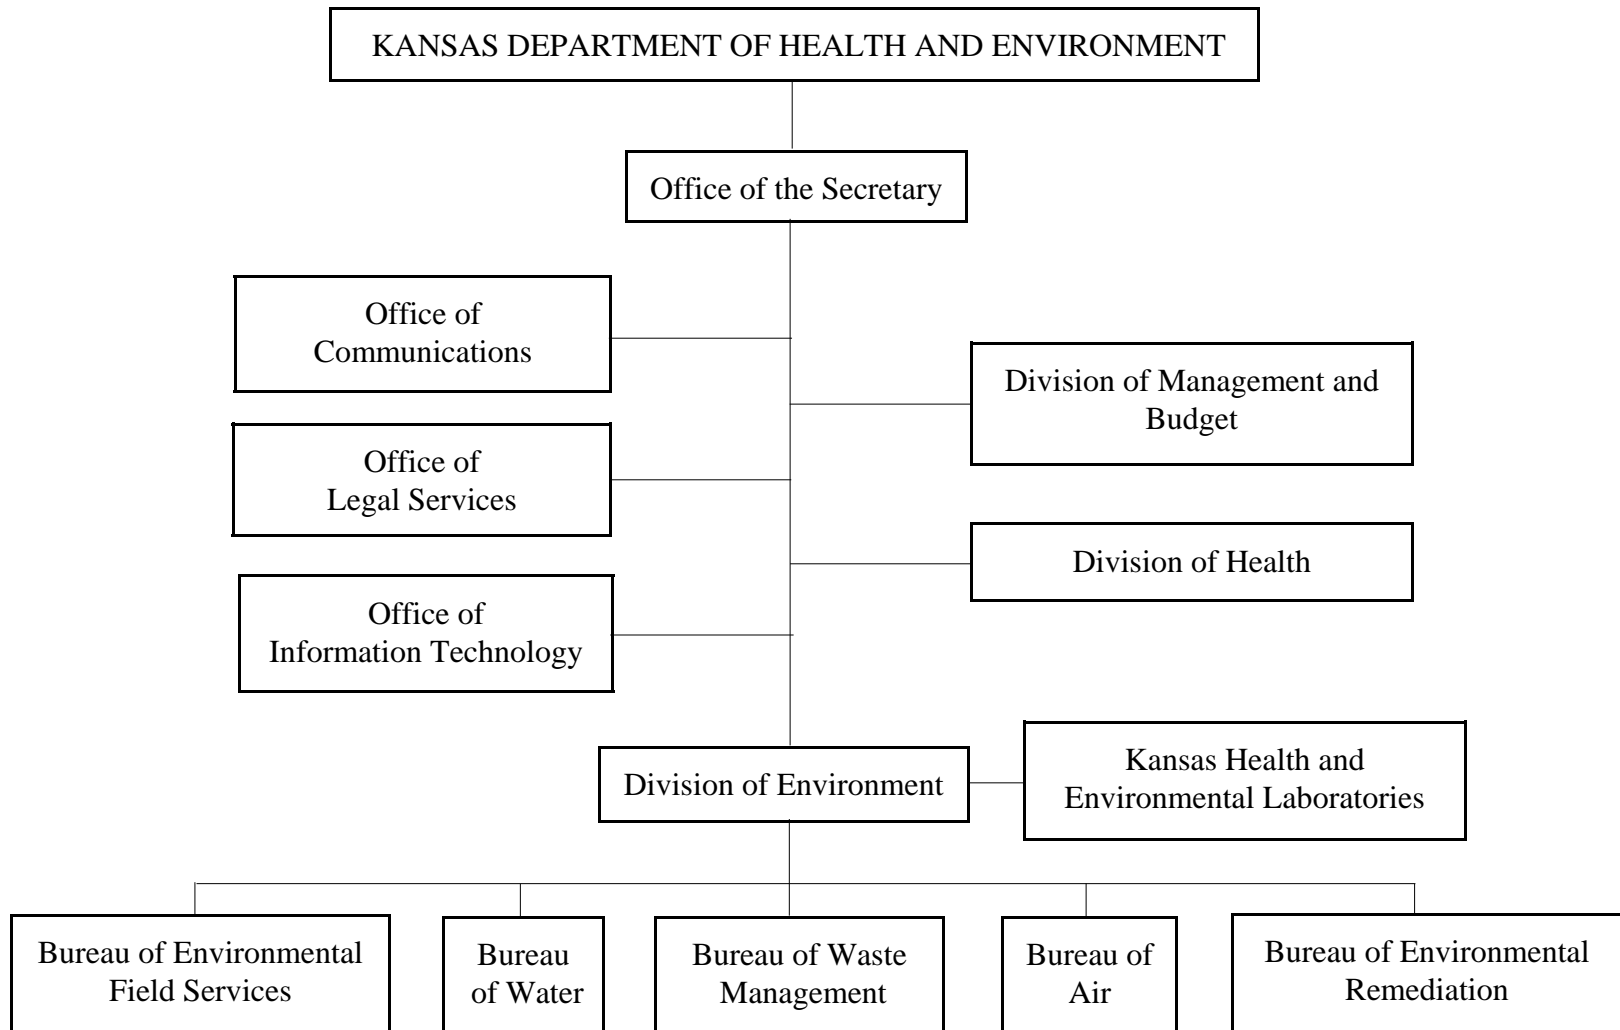 KANSAS DEPARTMENT OF HEALTH AND ENVIRONMENT
Office of the Secretary
Office of
Communications
Division of Management and
Budget
Office of
Legal Services
Division of Health
Office of
Information Technology
Division of Environment
Kansas Health and
Environmental Laboratories
Bureau of Environmental
Field Services
Bureau
of Water
Bureau of Waste
Management
Bureau of
Air
Bureau of Environmental
Remediation